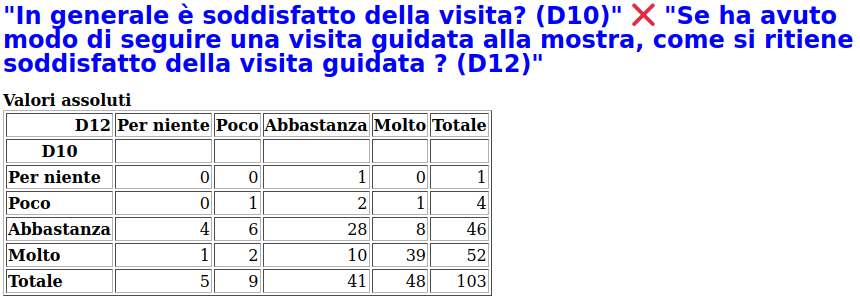 "In generale è soddisfatto della visita? (D10)" ❌ "Se ha avuto
modo di seguire una visita guidata alla mostra, come si ritiene
soddisfatto della visita guidata ? (D12)"
Valori assoluti
D12 Per niente Poco Abbastanza Molto Totale
D10
Per niente 0 0 1 0 1
Poco 0 1 2 1 4
Abbastanza 4 6 28 8 46
Molto 1 2 10 39 52
Totale 5 9 41 48 103